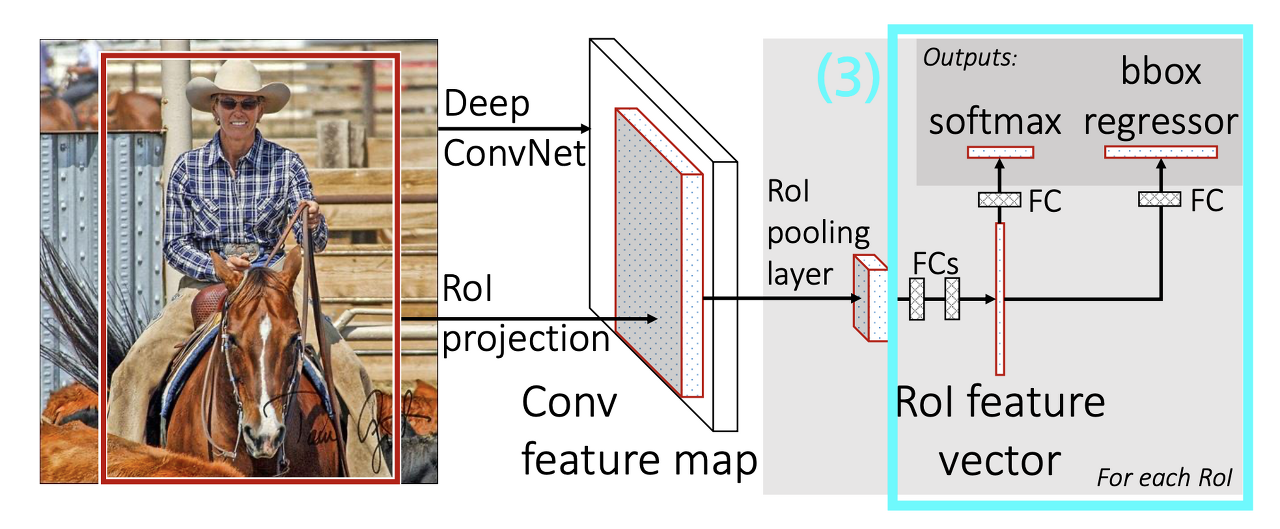 Deep
ConvNet
RoI
projection
Conv
feature map
RoI
pooling
layer
(3)
Outputs:
softmax
bbox
regressor
FC
FC
FCs
RoI feature
vector
For each RoI